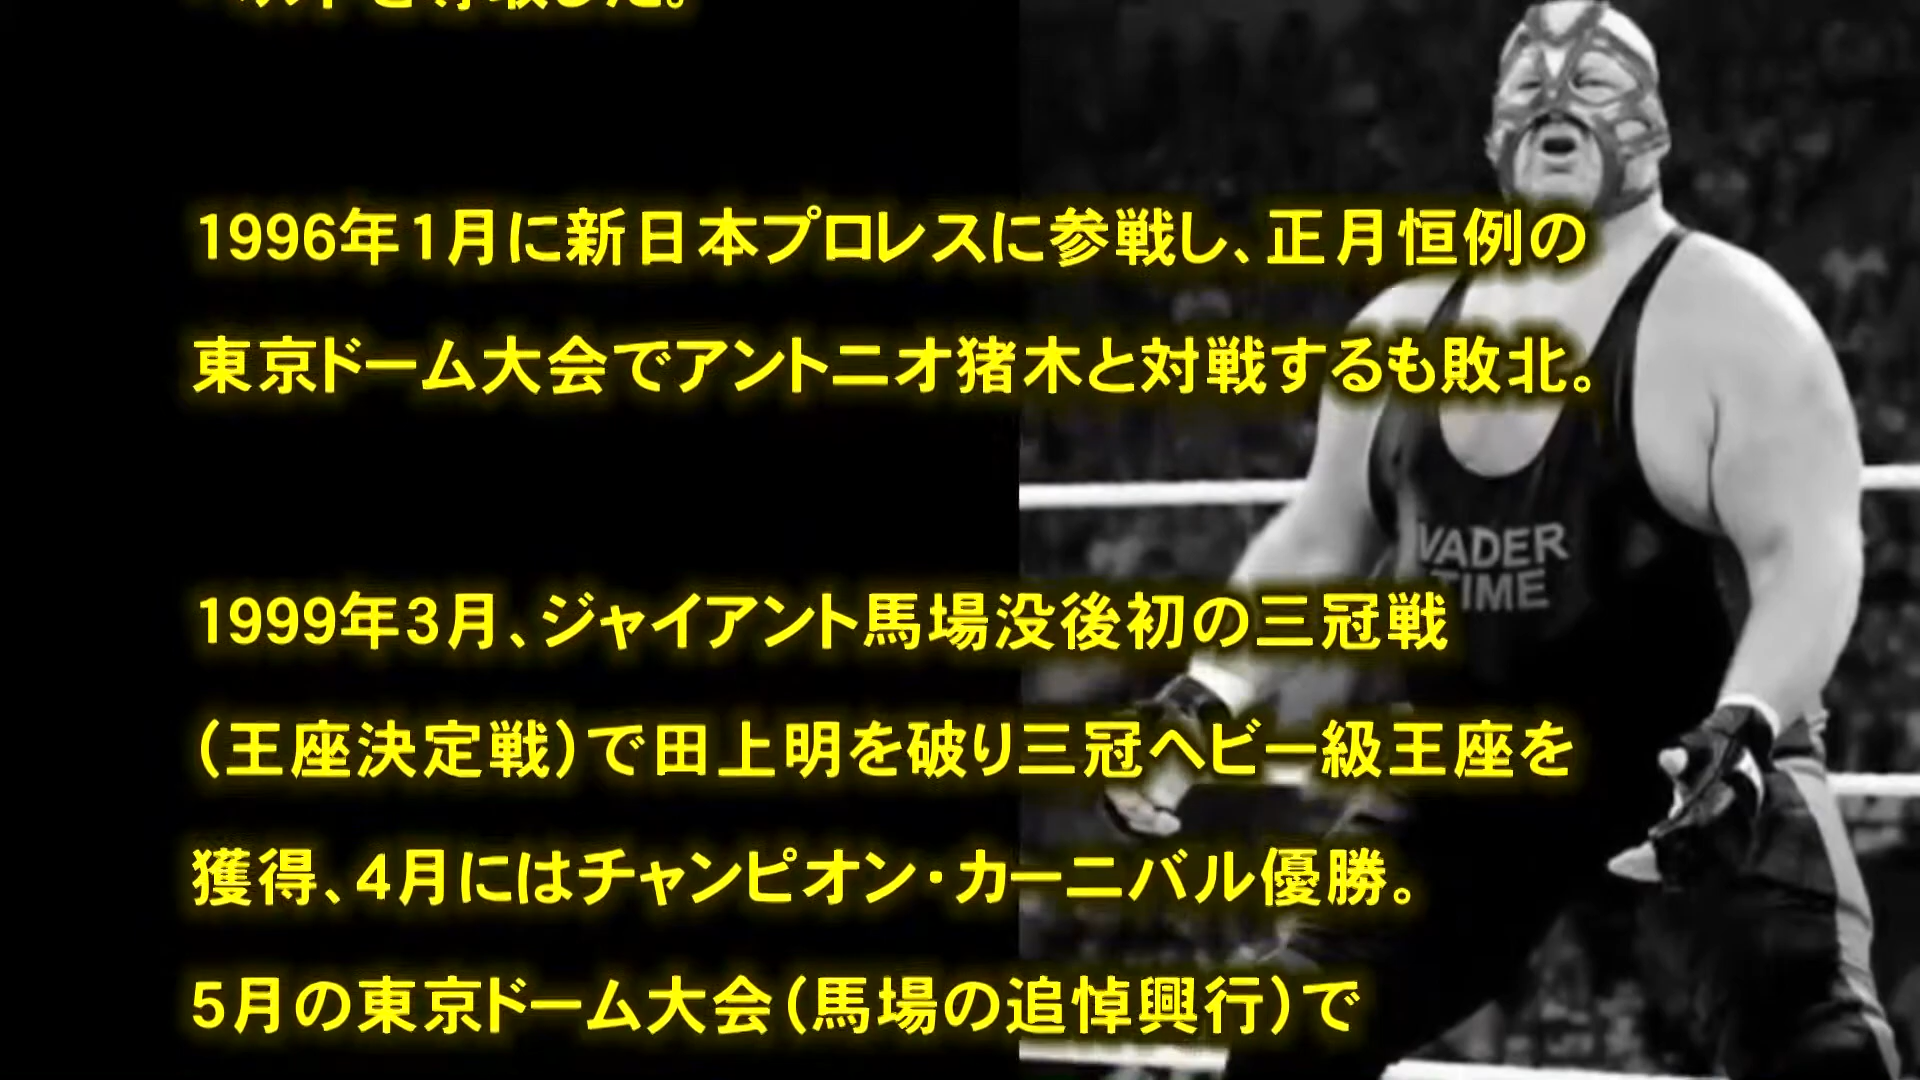 1996年1月に新日本プロレスに参戦し、正月恒例の
東京ドーム大会でアントニオ猪木と対戦するも敗北。
VADER
TIME
1999年3月、ジャイアント馬場没後初の三冠戦
（王座決定戦）で田上明を破り三冠ヘビー級王座を
獲得、4月にはチャンピオン・カーニバル優勝。
5月の東京ドーム大会（馬場の追悼興行）で